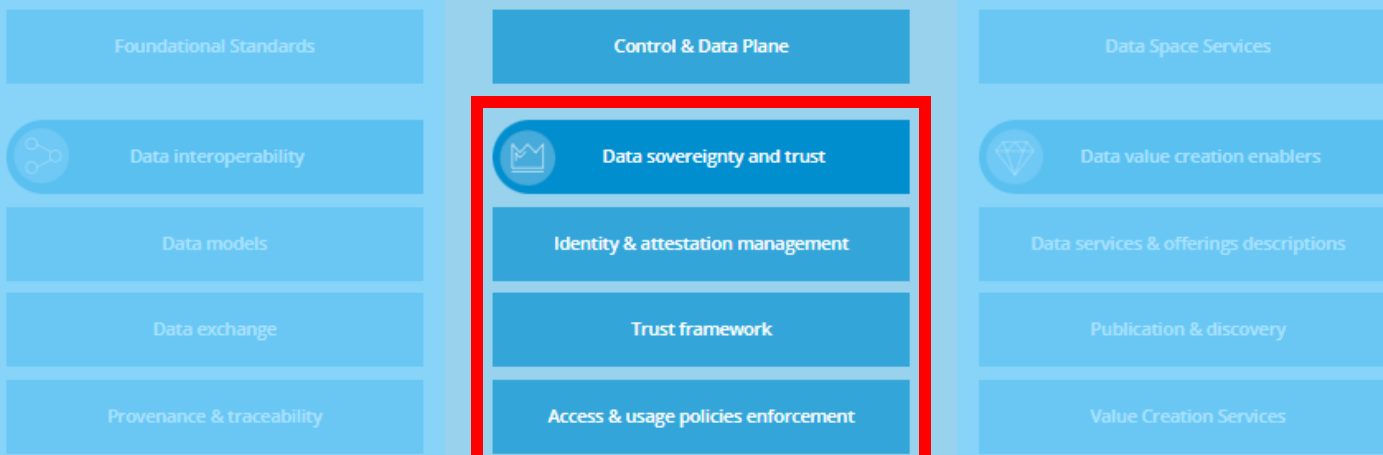 Foundational Standards
Control & Data Plane
Data Space Services
Data interoperability
Data sovereignty and trust
Data value creation enablers
Data models
Identity & attestation management
Data services & offerings descriptions
Data exchange
Trust framework
Publication & discovery
Provenance & traceability
Access & usage policies enforcement
Value Creation Services